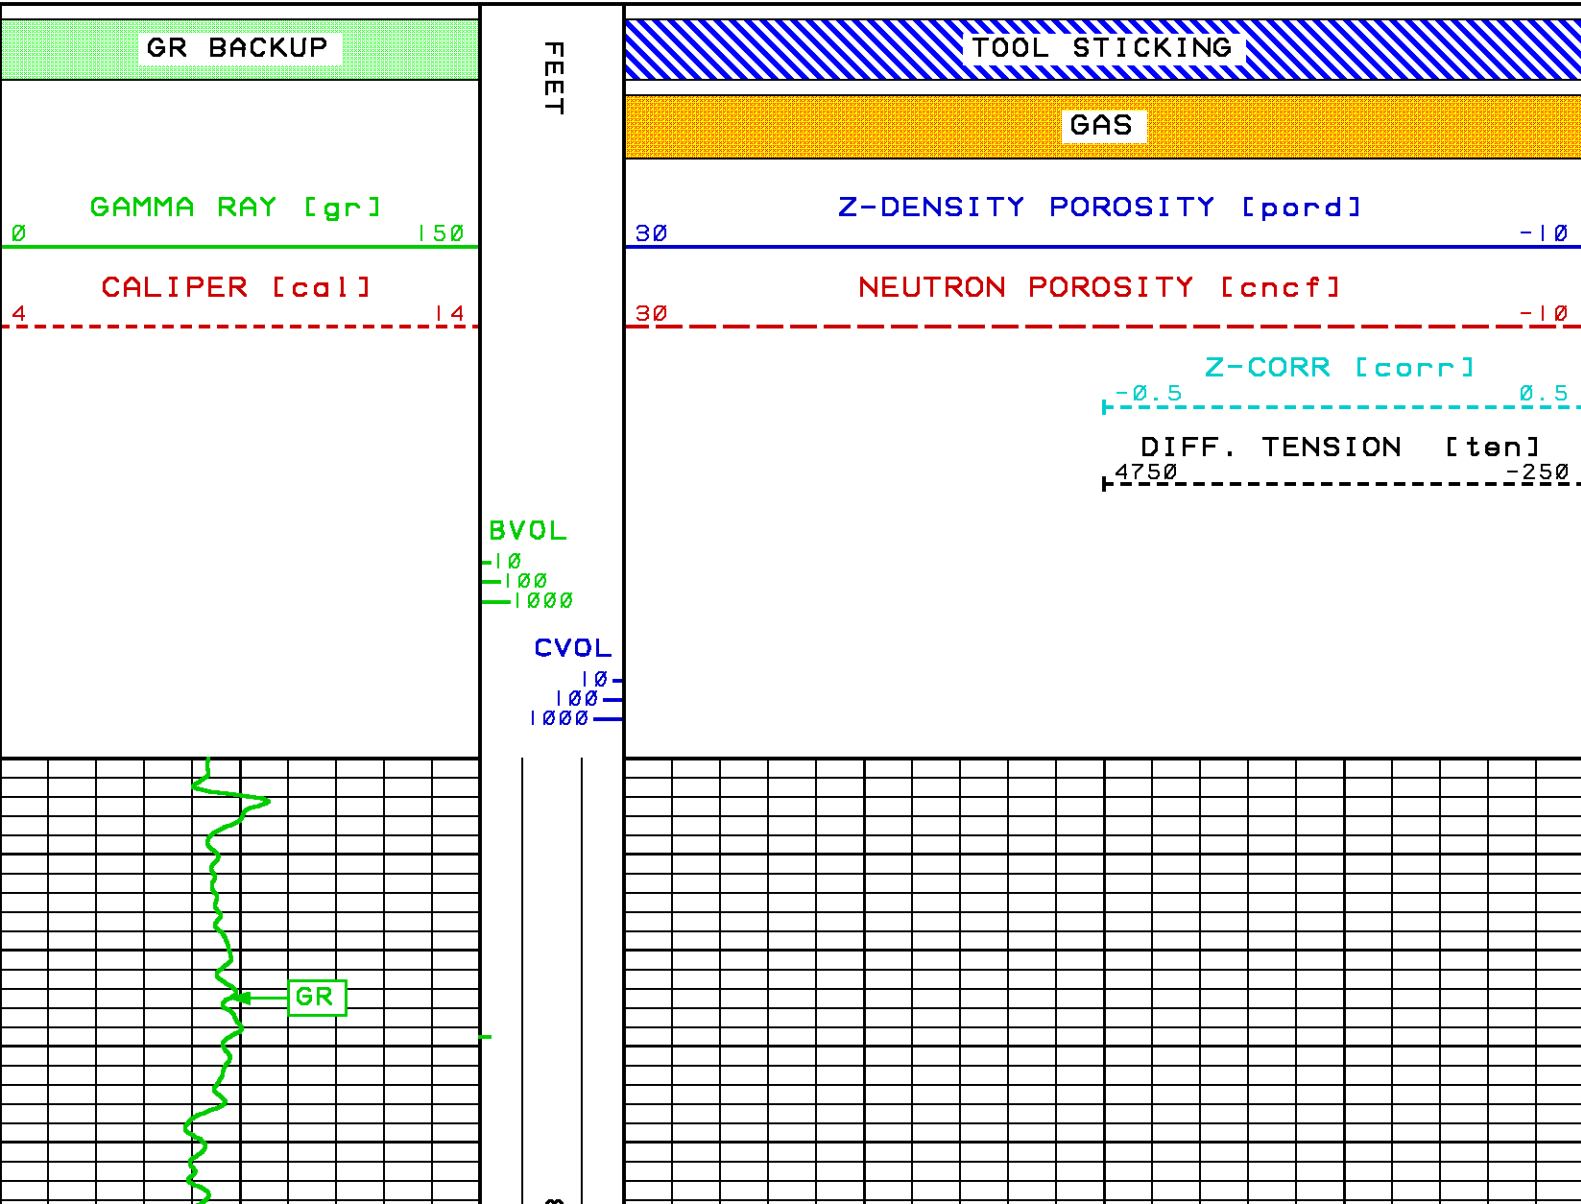 GR BACKUP
FEET
TOOL STICKING
GAS
GAMMA RAY [gr]
0 150
CALIPER [cal]
4 14
Z-DENSITY POROSITY [pord]
30 -10
NEUTRON POROSITY [cncf]
30 -10
Z-CORR [corr]
-0.5 0.5
DIFF. TENSION [ten]
4750 -250
BVOL
10
100
1000
CVOL
10
100
1000
GR